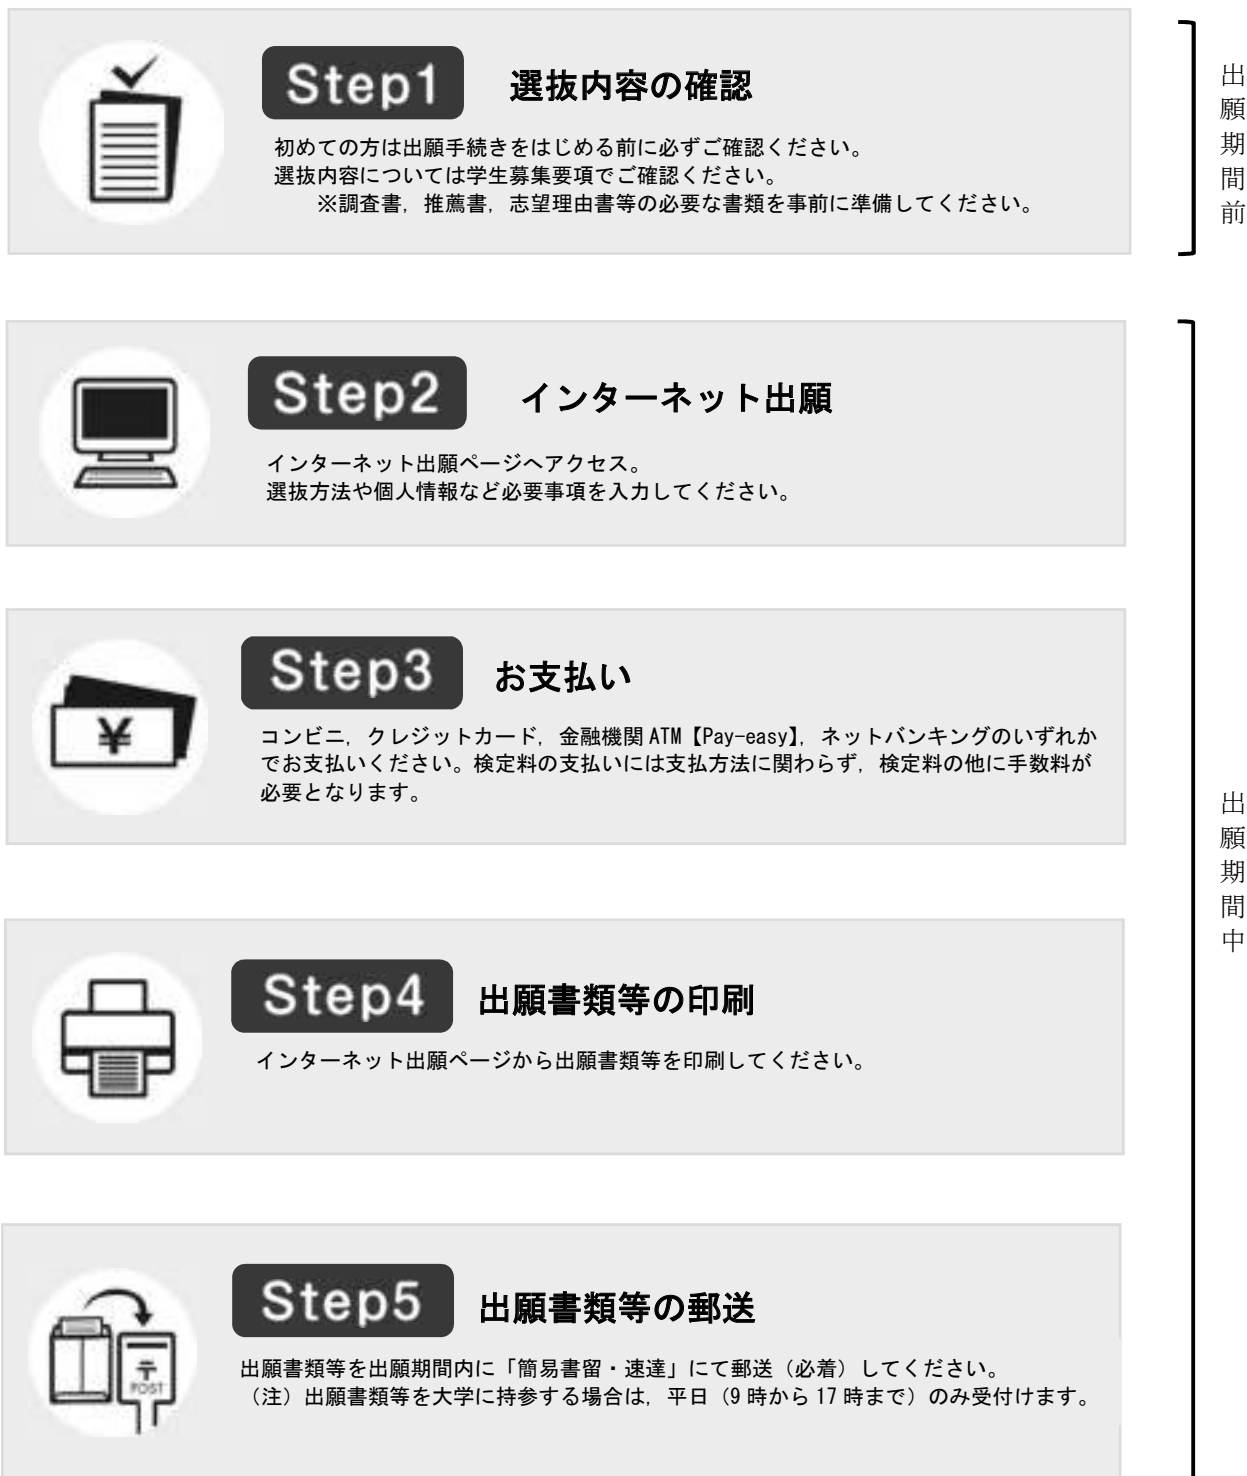 Step1 選抜内容の確認
初めての方は出願手続きをはじめる前に必ずご確認ください。
選抜内容については学生募集要項でご確認ください。
※調査書，推薦書，志望理由書等の必要な書類を事前に準備してください。
出願期間前
Step2 インターネット出願
インターネット出願ページへアクセス。
選抜方法や個人情報など必要事項を入力してください。
Step3 お支払い
¥
コンビニ，クレジットカード，金融機関 ATM【Pay-easy】，ネットバンキングのいずれか
でお支払いください。検定料の支払いには支払方法に関わらず，検定料の他に手数料が
必要となります。
Step4 出願書類等の印刷
インターネット出願ページから出願書類等を印刷してください。
Step5 出願書類等の郵送
〒
POST
出願書類等を出願期間内に「簡易書留・速達」にて郵送（必着）してください。
（注）出願書類等を大学に持参する場合は，平日（9 時から 17 時まで）のみ受付けます。
出願期間中